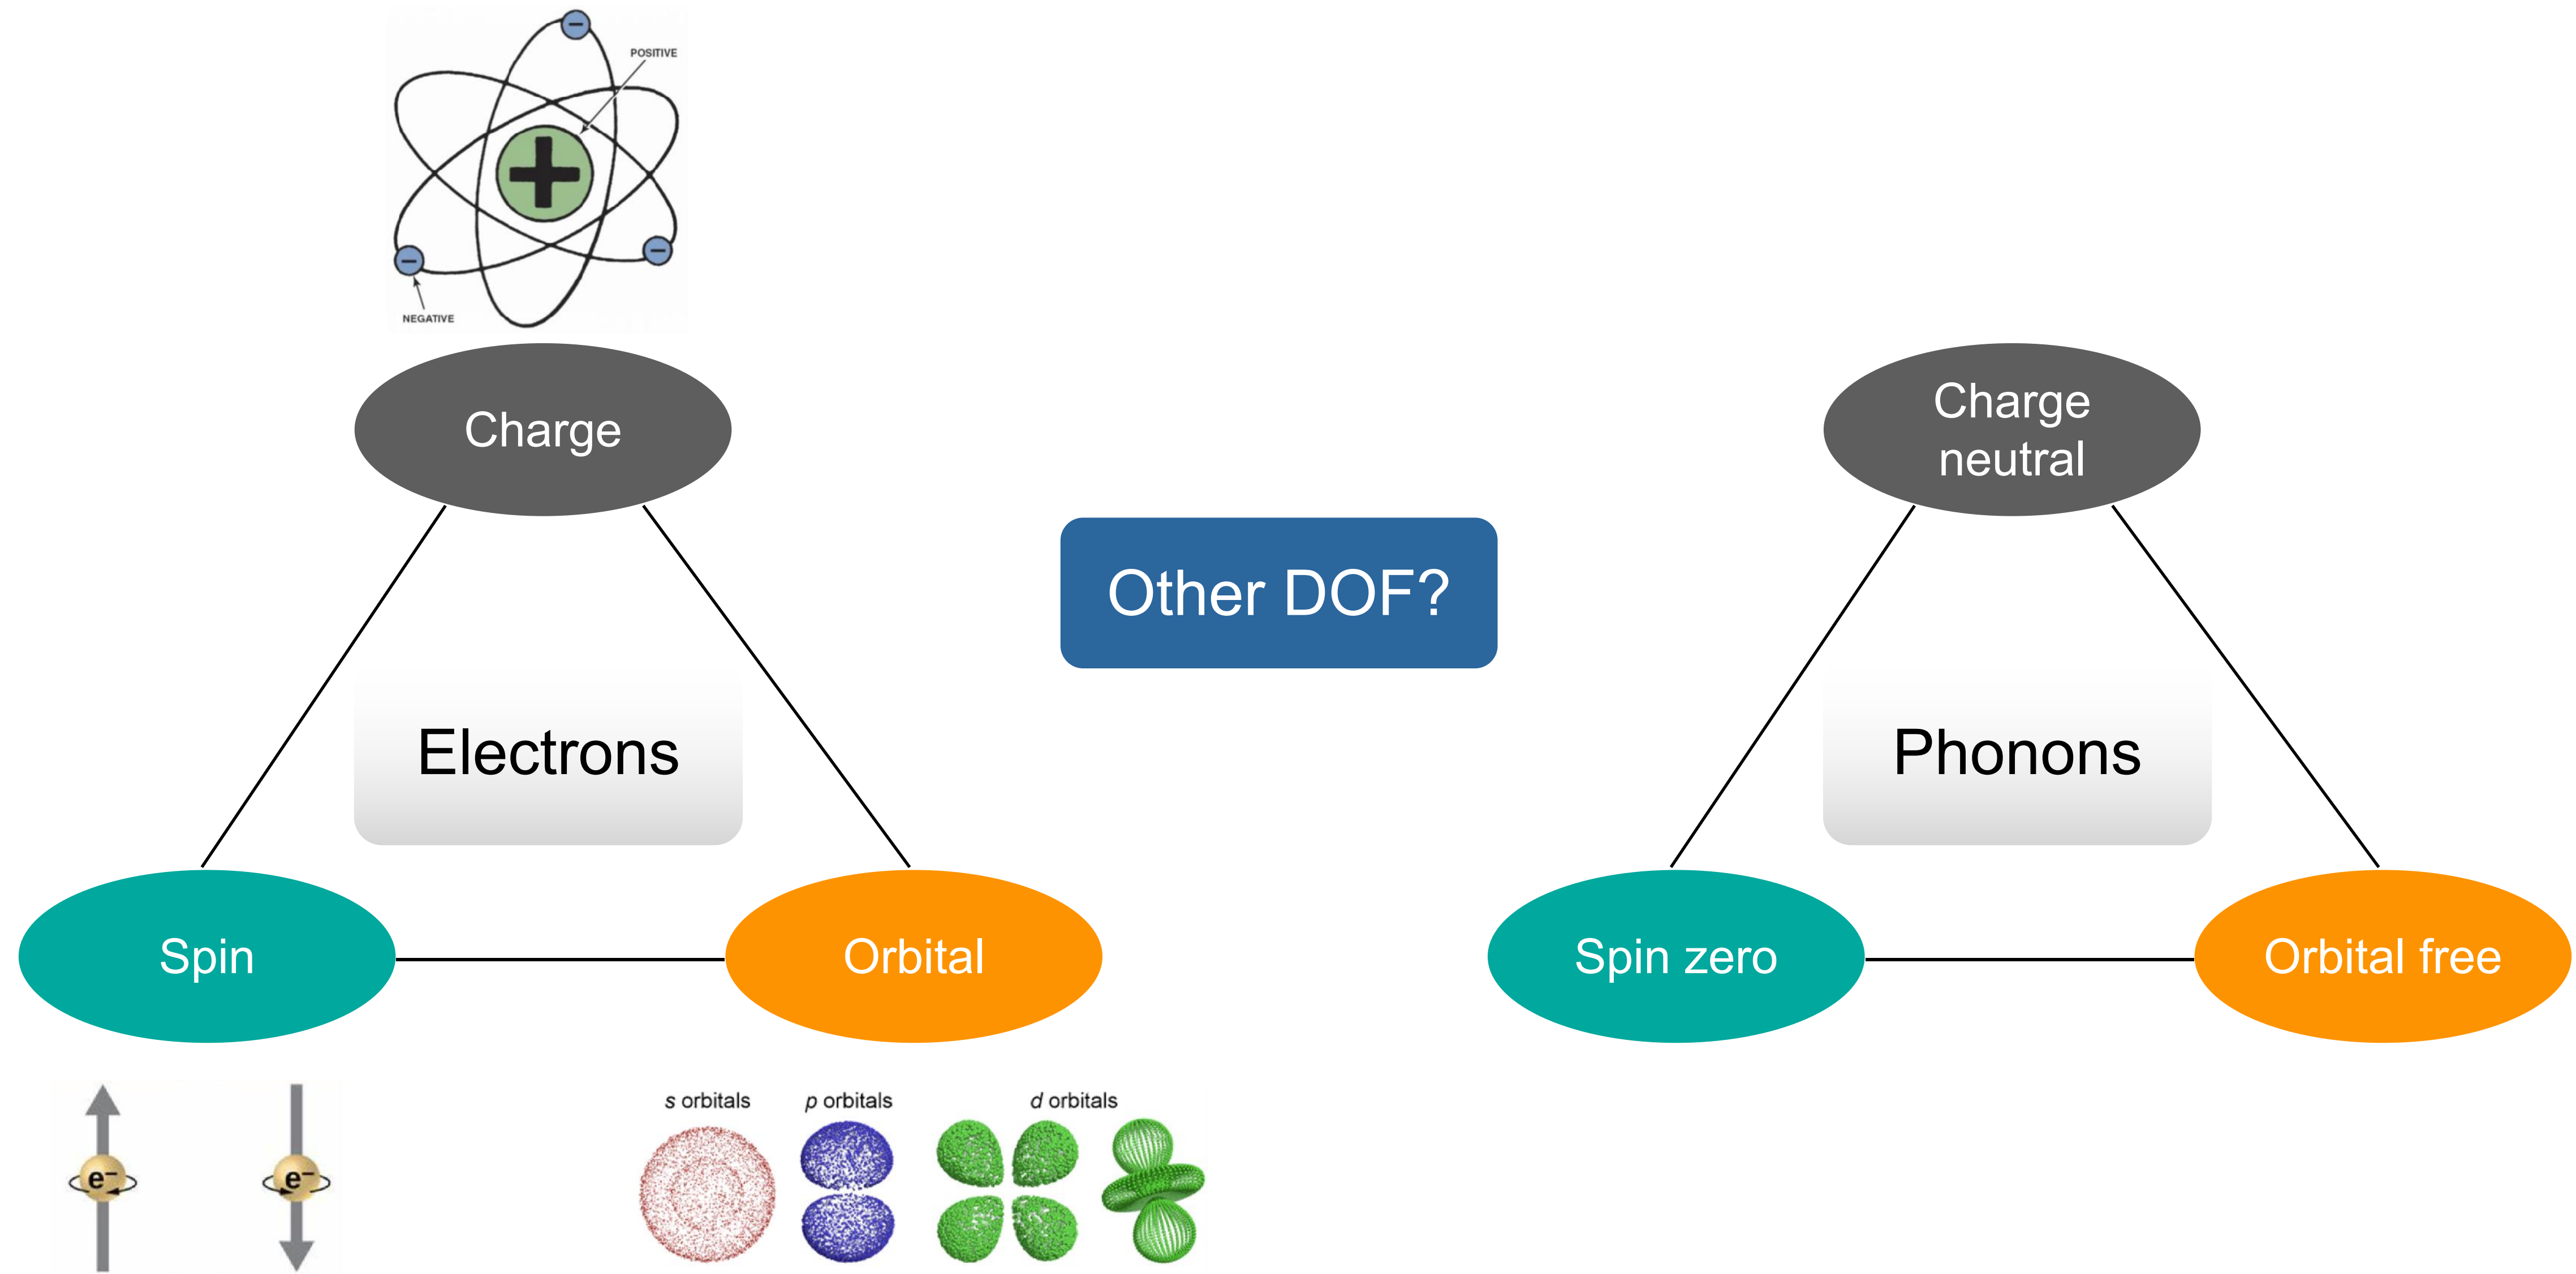 POSITIVE
NEGATIVE
Charge
Electrons
Spin
Orbital
e⁻
e⁻
s orbitals
p orbitals
d orbitals
Other DOF?
Charge
neutral
Phonons
Spin zero
Orbital free